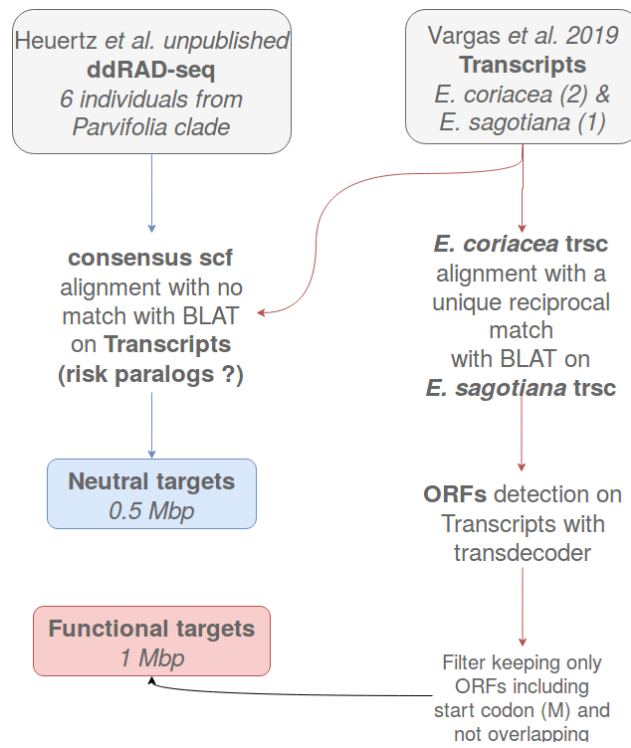 Heuertz et al. unpublished
ddRAD-seq
6 individuals from
Parvifolia clade
Vargas et al. 2019
Transcripts
E. coriacea (2) &
E. sagotiana (1)
consensus scf
alignment with no
match with BLAT
on Transcripts
(risk paralogs ?)
E. coriacea trsc
alignment with a
unique reciprocal
match
with BLAT on
E. sagotiana trsc
Neutral targets
0.5 Mbp
ORFs detection on
Transcripts with
transdecoder
Functional targets
1 Mbp
Filter keeping only
ORFs including
start codon (M) and
not overlapping